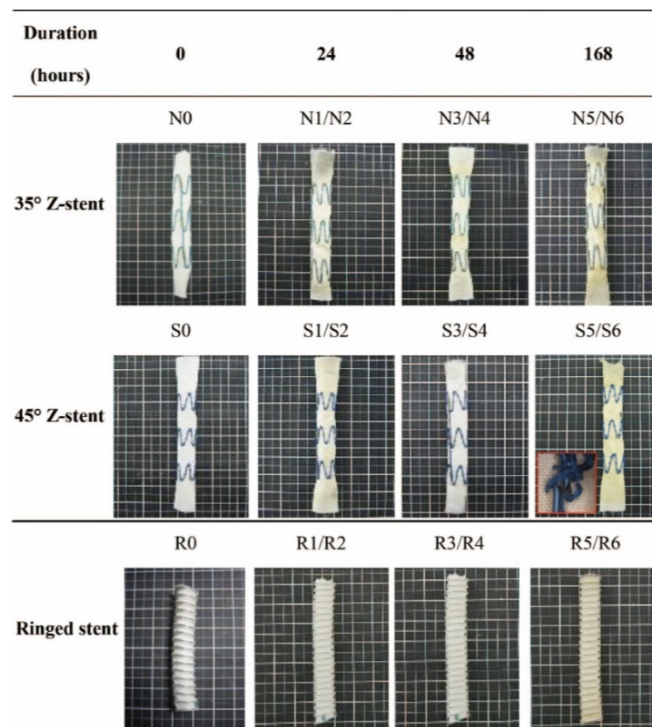 Duration
(hours)
0
24
48
168
N0
N1/N2
N3/N4
N5/N6
35° Z-stent
S0
S1/S2
S3/S4
S5/S6
45° Z-stent
R0
R1/R2
R3/R4
R5/R6
Ringed stent